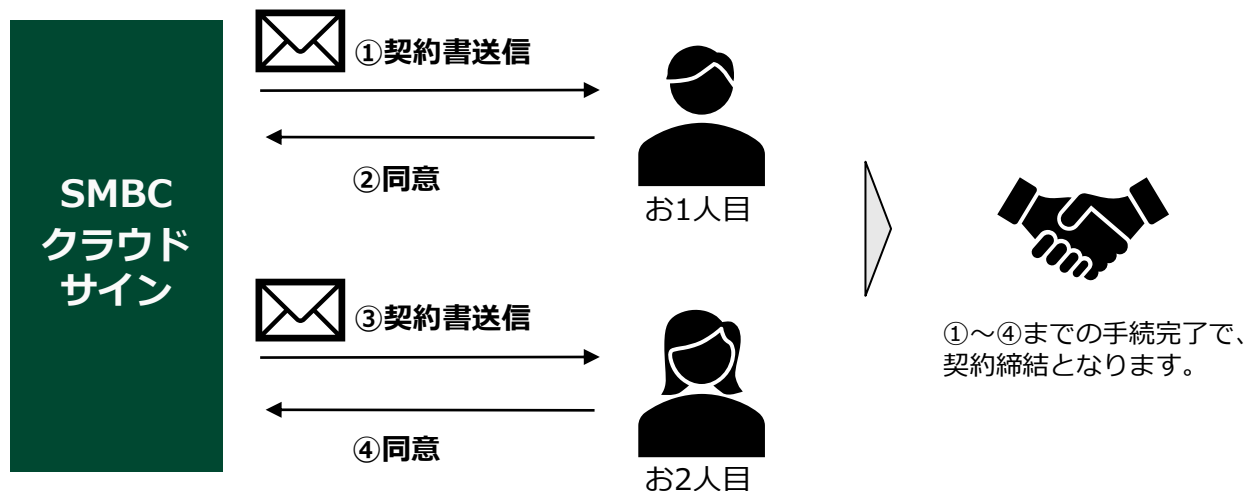 SMBC
クラウド
サイン
①契約書送信
②同意
お1人目
③契約書送信
④同意
お2人目
①～④までの手続完了で、
契約締結となります。